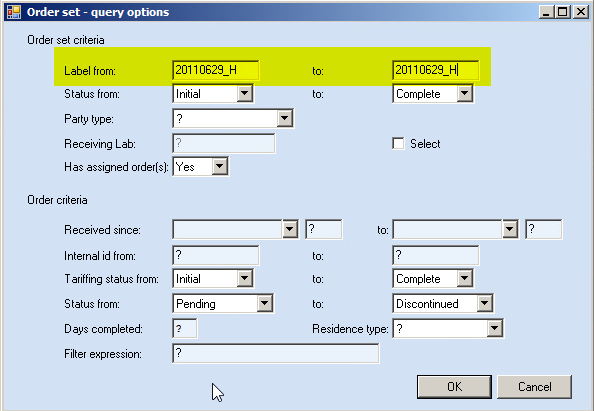 Order set - query options
Order set criteria
Label from: 20110629_H to: 20110629_H
Status from: Initial to: Complete
Party type: ?
Receiving Lab: ? Select
Has assigned order(s): Yes
Order criteria
Received since: ? to: ?
Internal id from: ? to: ?
Tariffing status from: Initial to: Complete
Status from: Pending to: Discontinued
Days completed: ? Residence type: ?
Filter expression: ?
OK Cancel